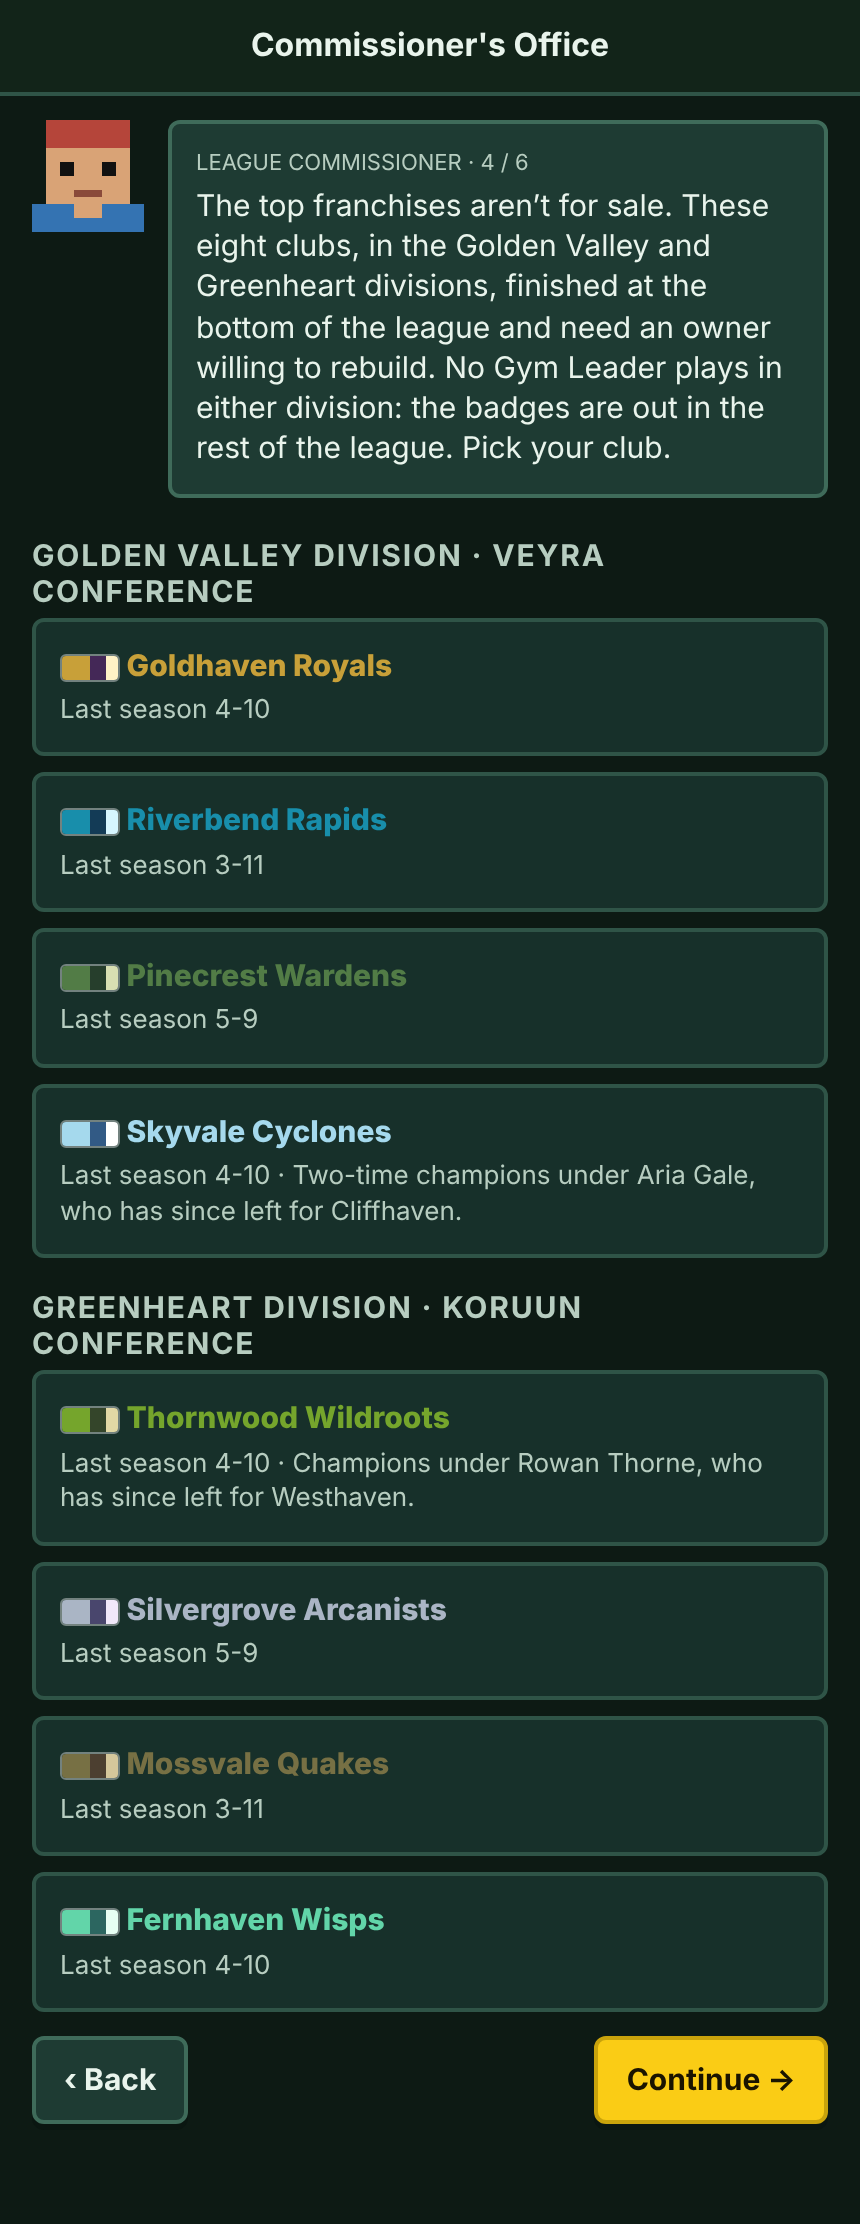 Commissioner's Office
LEAGUE COMMISSIONER · 4 / 6
The top franchises aren’t for sale. These
eight clubs, in the Golden Valley and
Greenheart divisions, finished at the
bottom of the league and need an owner
willing to rebuild. No Gym Leader plays in
either division: the badges are out in the
rest of the league. Pick your club.
GOLDEN VALLEY DIVISION · VEYRA
CONFERENCE
Goldhaven Royals
Last season 4-10
Riverbend Rapids
Last season 3-11
Pinecrest Wardens
Last season 5-9
Skyvale Cyclones
Last season 4-10 · Two-time champions under Aria Gale,
who has since left for Cliffhaven.
GREENHEART DIVISION · KORUUN
CONFERENCE
Thornwood Wildroots
Last season 4-10 · Champions under Rowan Thorne, who
has since left for Westhaven.
Silvergrove Arcanists
Last season 5-9
Mossvale Quakes
Last season 3-11
Fernhaven Wisps
Last season 4-10
‹ Back
Continue →